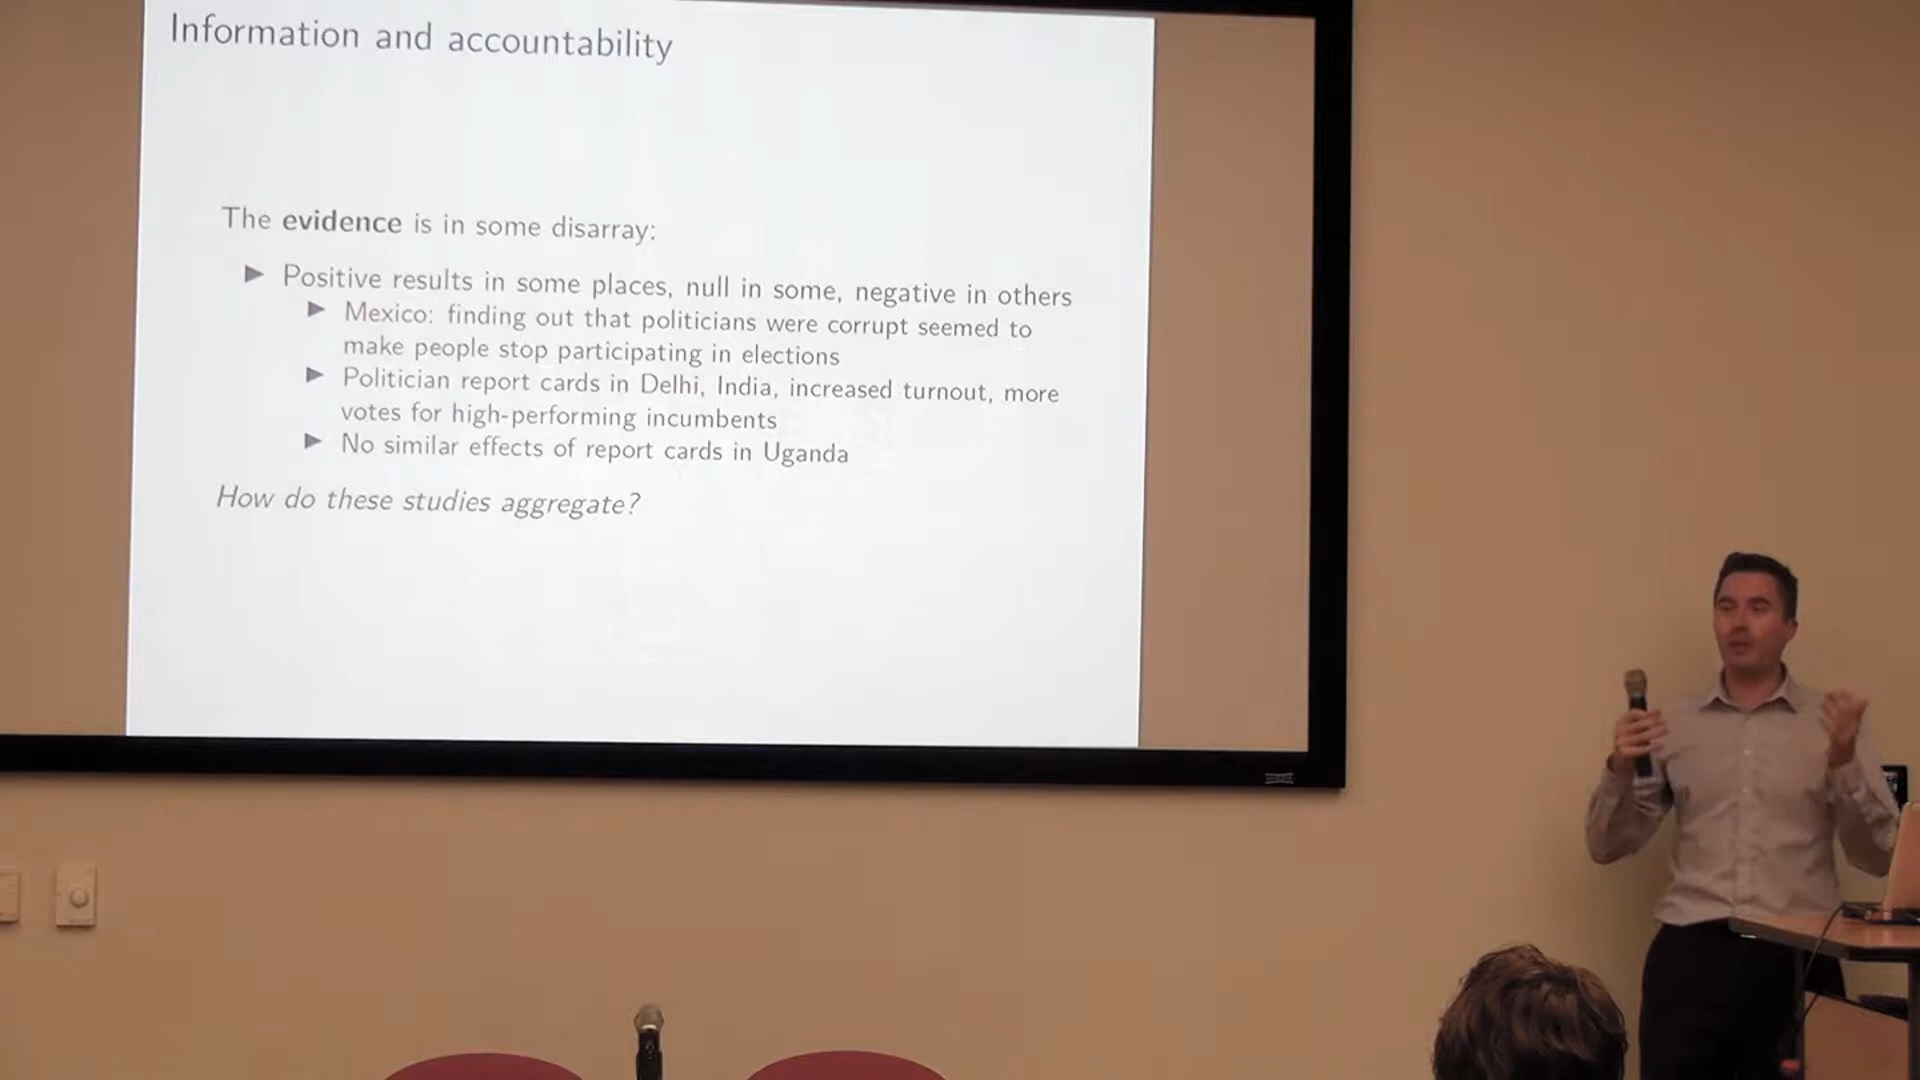 Information and accountability
The evidence is in some disarray:
Positive results in some places, null in some, negative in others
Mexico: finding out that politicians were corrupt seemed to
make people stop participating in elections
Politician report cards in Delhi, India, increased turnout, more
votes for high-performing incumbents
No similar effects of report cards in Uganda
How do these studies aggregate?